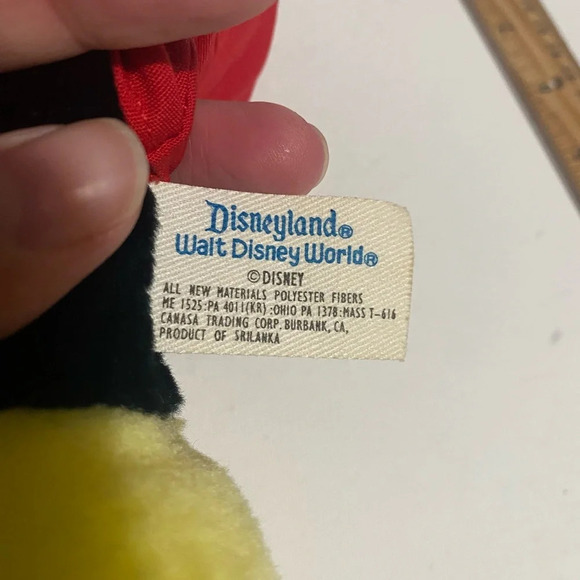 Disneyland®
Walt Disney World®
©DISNEY
ALL NEW MATERIALS POLYESTER FIBERS
ME 1525:PA 4011(KR):OHIO PA 1378:MASS T-616
CANASA TRADING CORP, BURBANK, CA,
PRODUCT OF SRILANKA